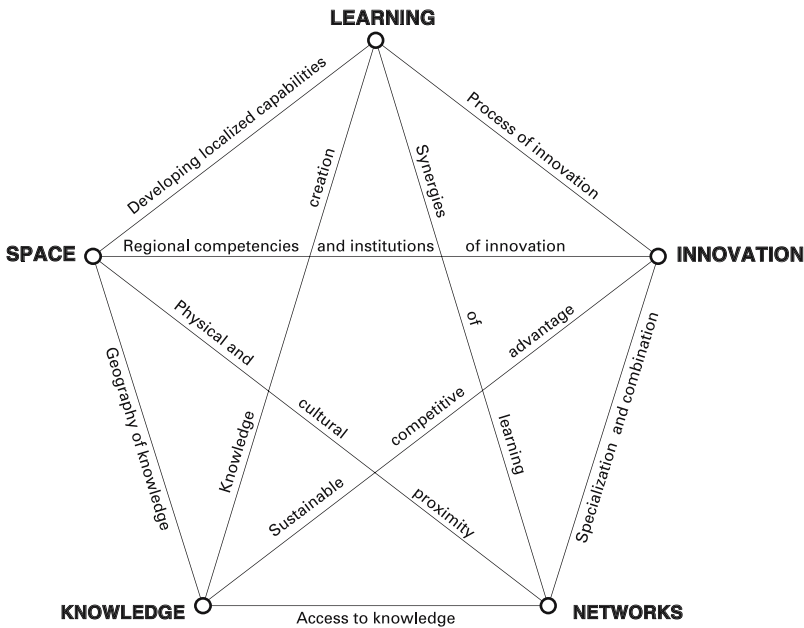 LEARNING
Developing localized capabilities
Process of innovation
Knowledge creation
Synergies of learning
SPACE
Regional competencies and institutions of innovation
INNOVATION
Physical and cultural proximity
Sustainable competitive advantage
Geography of knowledge
Specialization and combination
KNOWLEDGE
Access to knowledge
NETWORKS